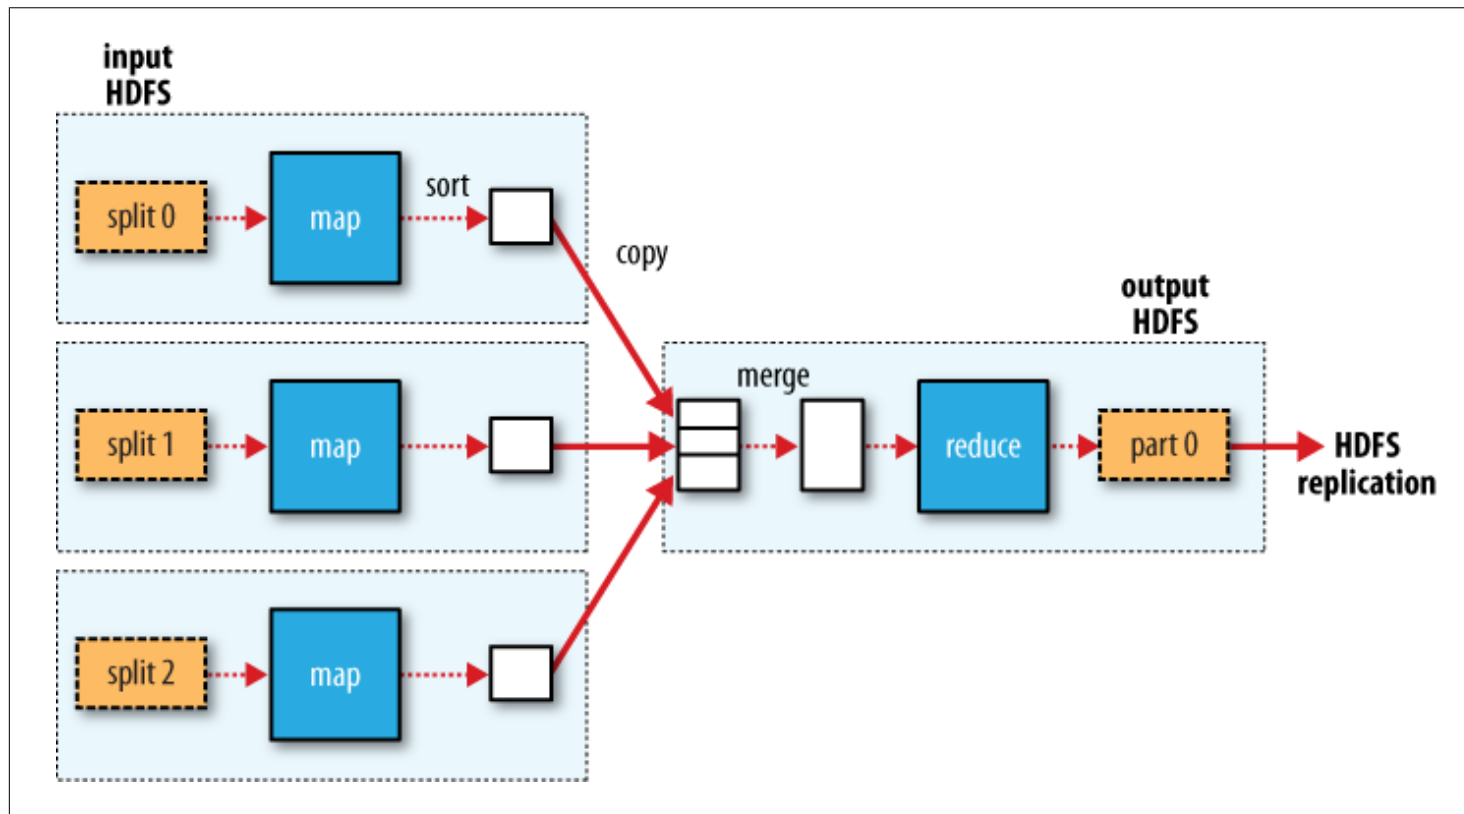 input
HDFS
split 0
map
sort
copy
split 1
map
split 2
map
merge
reduce
output
HDFS
part 0
HDFS
replication